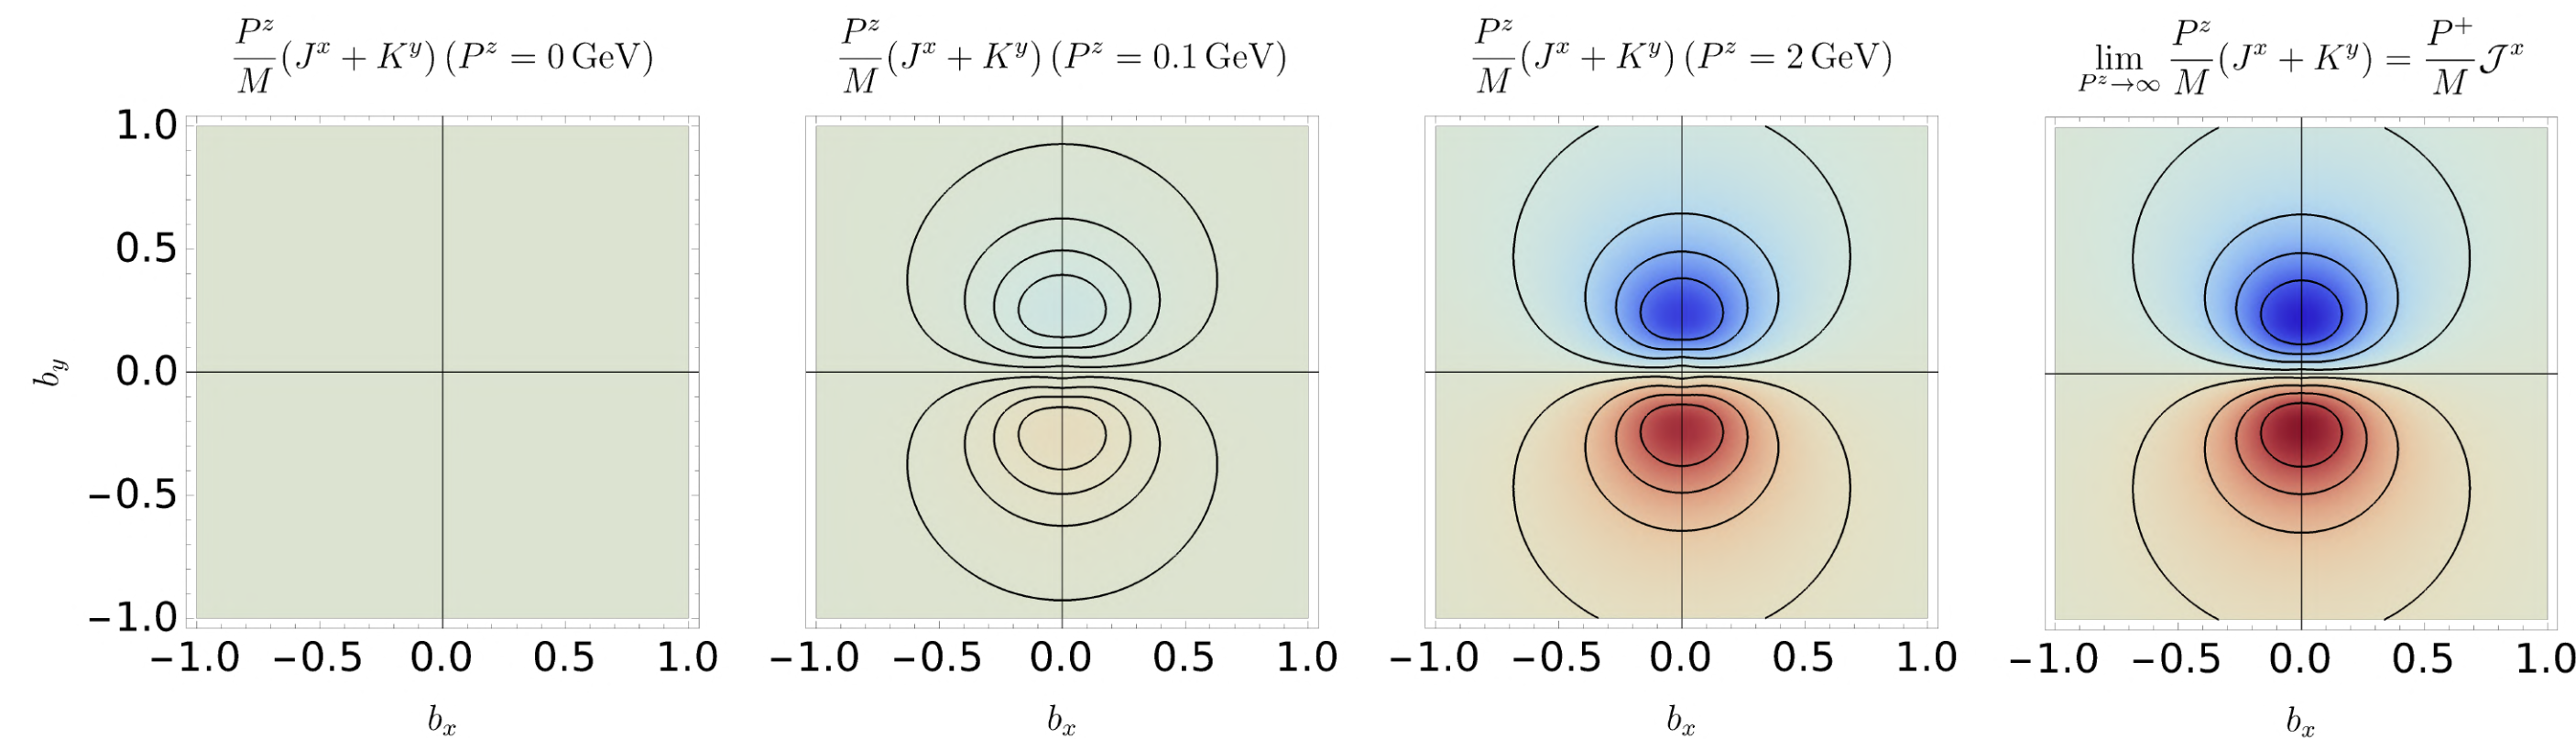 P^z/M (J^x + K^y) (P^z = 0 GeV)
P^z/M (J^x + K^y) (P^z = 0.1 GeV)
P^z/M (J^x + K^y) (P^z = 2 GeV)
lim_{P^z→∞} P^z/M (J^x + K^y) = P^+/M 𝒥^x
1.0
0.5
0.0
−0.5
−1.0
b_y
−1.0 −0.5 0.0 0.5 1.0
−1.0 −0.5 0.0 0.5 1.0
−1.0 −0.5 0.0 0.5 1.0
−1.0 −0.5 0.0 0.5 1.0
b_x
b_x
b_x
b_x